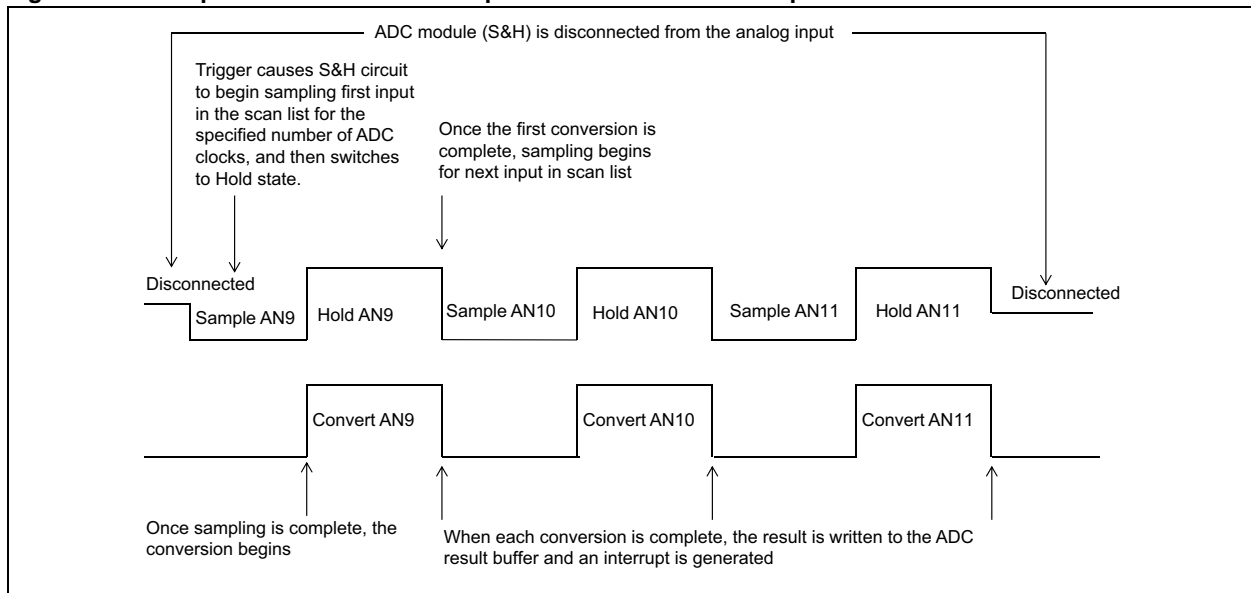 ADC module (S&H) is disconnected from the analog input
Trigger causes S&H circuit
to begin sampling first input
in the scan list for the
specified number of ADC
clocks, and then switches
to Hold state.
Once the first conversion is
complete, sampling begins
for next input in scan list
Disconnected
Sample AN9
Hold AN9
Sample AN10
Hold AN10
Sample AN11
Hold AN11
Disconnected
Convert AN9
Convert AN10
Convert AN11
Once sampling is complete, the
conversion begins
When each conversion is complete, the result is written to the ADC
result buffer and an interrupt is generated